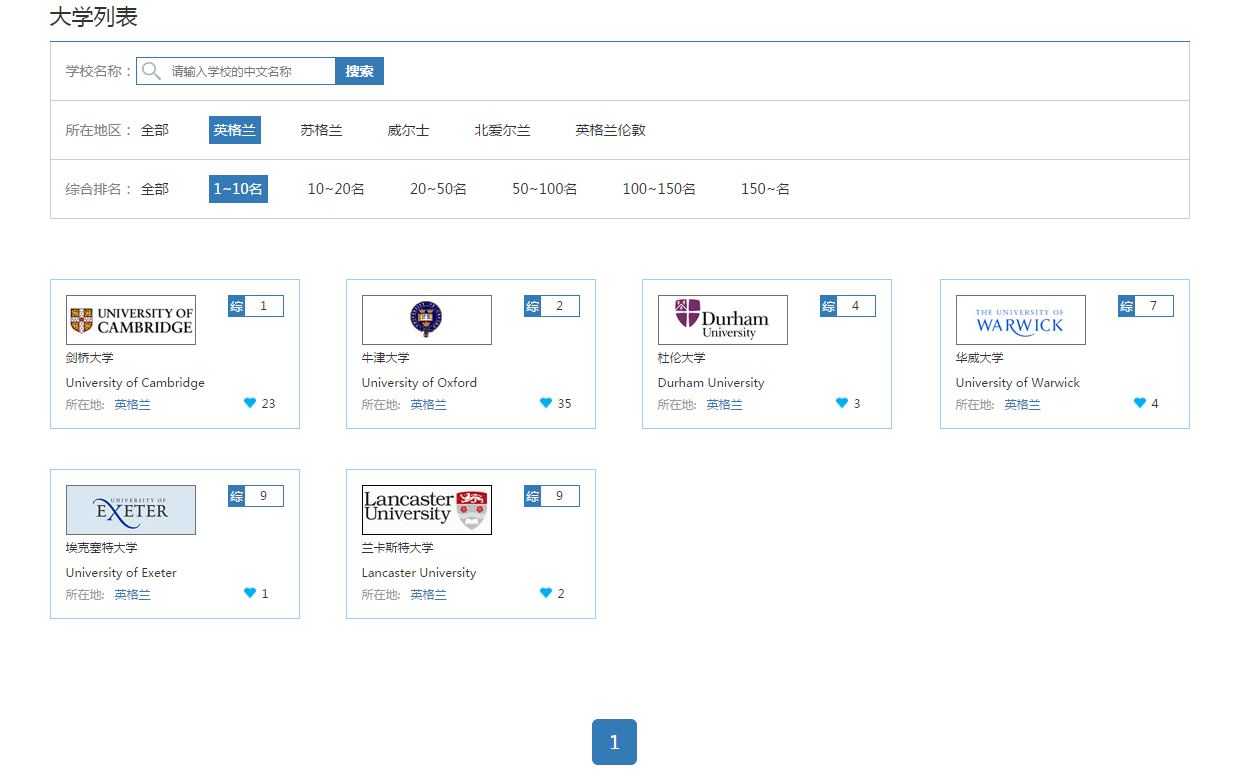 大学列表
学校名称： 请输入学校的中文名称 搜索
所在地区： 全部 英格兰 苏格兰 威尔士 北爱尔兰 英格兰伦敦
综合排名： 全部 1~10名 10~20名 20~50名 50~100名 100~150名 150~名
UNIVERSITY OF
CAMBRIDGE
综 1
剑桥大学
University of Cambridge
所在地: 英格兰 23
综 2
牛津大学
University of Oxford
所在地: 英格兰 35
Durham
University
综 4
杜伦大学
Durham University
所在地: 英格兰 3
THE UNIVERSITY OF
WARWICK
综 7
华威大学
University of Warwick
所在地: 英格兰 4
UNIVERSITY OF
EXETER
综 9
埃克塞特大学
University of Exeter
所在地: 英格兰 1
Lancaster
University
综 9
兰卡斯特大学
Lancaster University
所在地: 英格兰 2
1